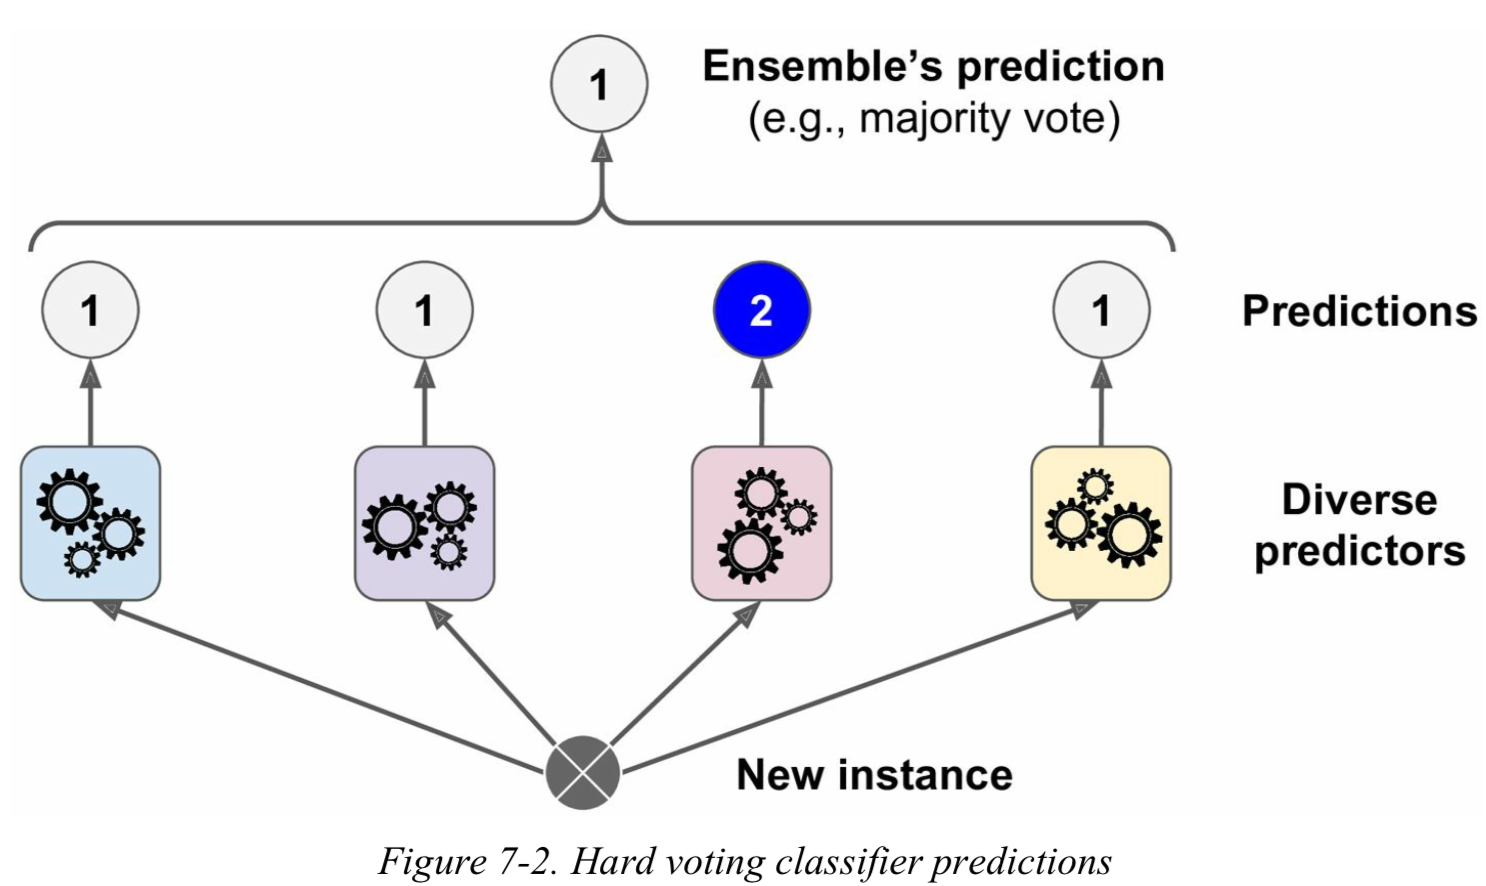 1
Ensemble’s prediction
(e.g., majority vote)
1 1 2 1 Predictions
Diverse
predictors
New instance
Figure 7-2. Hard voting classifier predictions